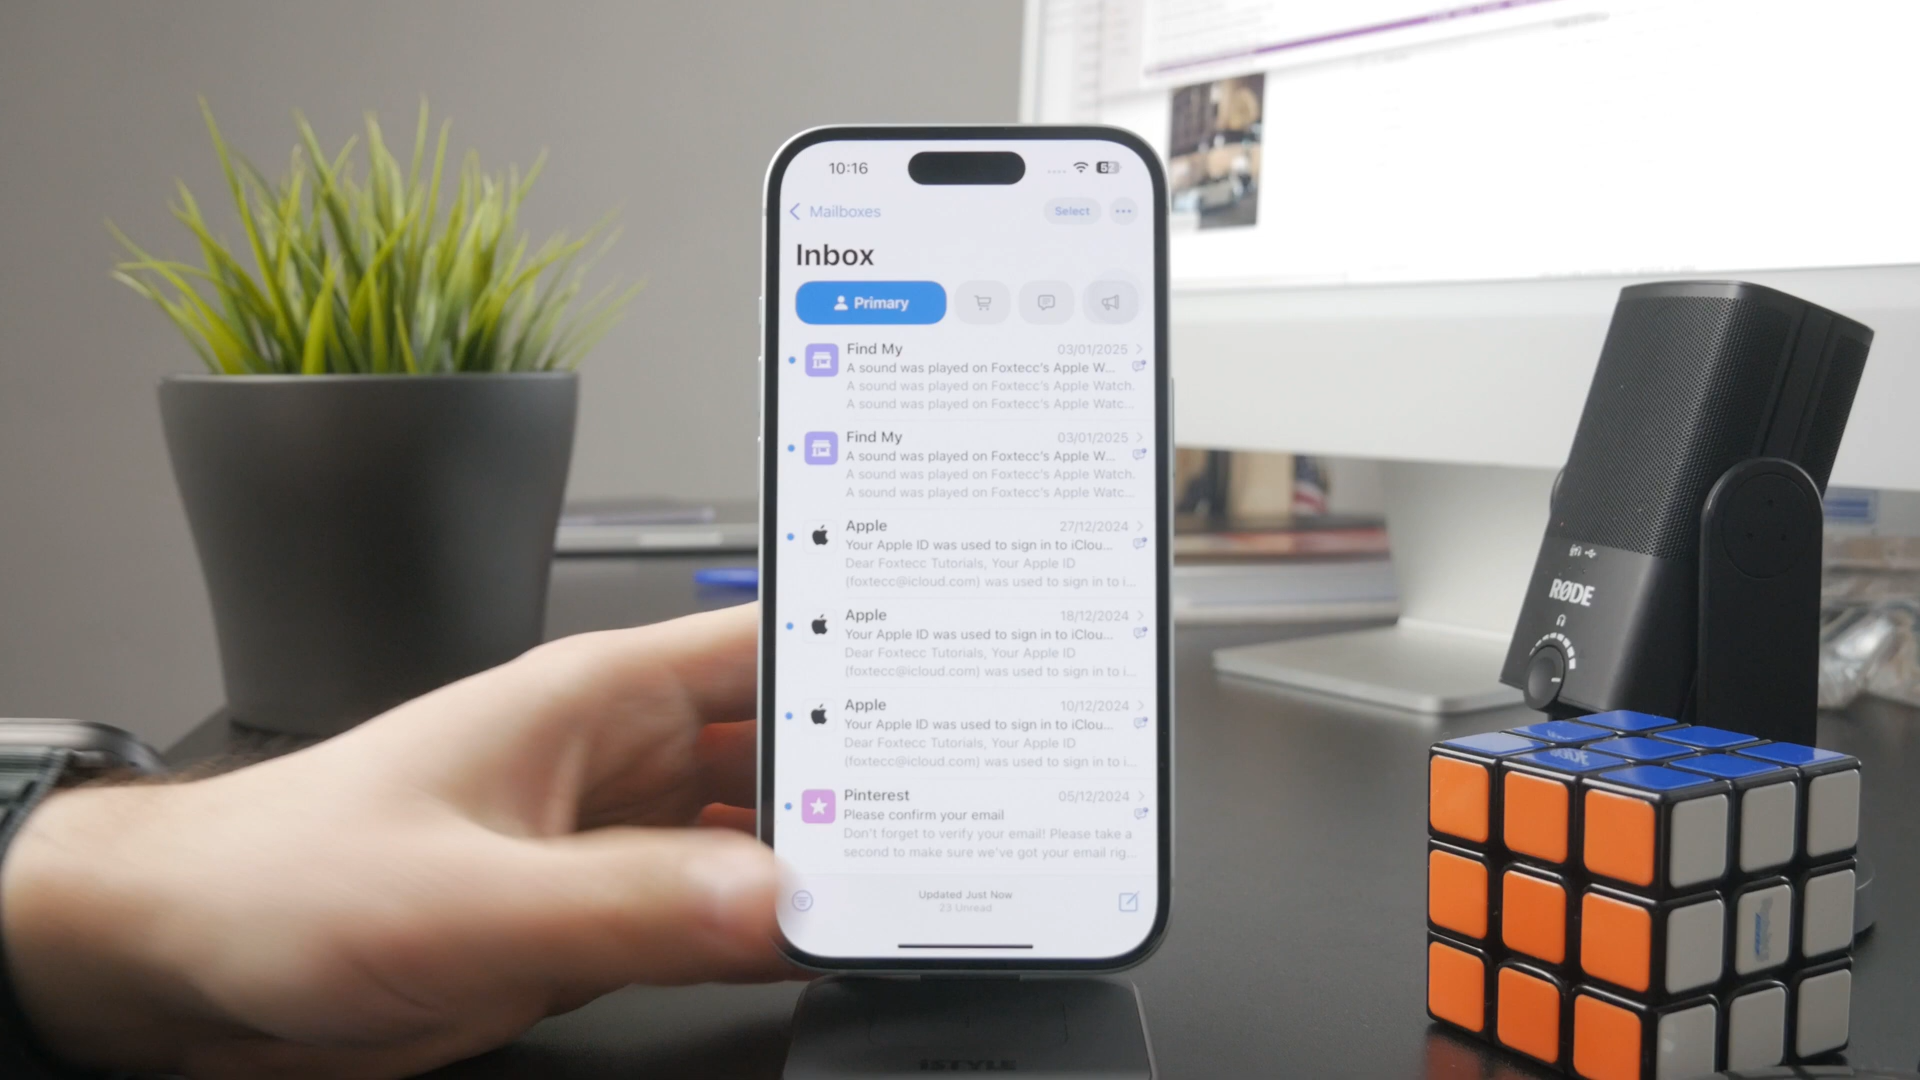 10:16
Mailboxes
Select
Inbox
Primary
Find My
03/01/2025
A sound was played on Foxtecc's Apple W...
A sound was played on Foxtecc's Apple Watch.
A sound was played on Foxtecc's Apple Watc...
Find My
03/01/2025
A sound was played on Foxtecc's Apple W...
A sound was played on Foxtecc's Apple Watch.
A sound was played on Foxtecc's Apple Watc...
Apple
27/12/2024
Your Apple ID was used to sign in to iClou...
Dear Foxtecc Tutorials, Your Apple ID
(foxtecc@icloud.com) was used to sign in to i...
Apple
18/12/2024
Your Apple ID was used to sign in to iClou...
Dear Foxtecc Tutorials, Your Apple ID
(foxtecc@icloud.com) was used to sign in to i...
Apple
10/12/2024
Your Apple ID was used to sign in to iClou...
Dear Foxtecc Tutorials, Your Apple ID
(foxtecc@icloud.com) was used to sign in to i...
Pinterest
05/12/2024
Please confirm your email
Don't forget to verify your email! Please take a
second to make sure we've got your email rig...
Updated Just Now
23 Unread
RØDE
iSTYLE